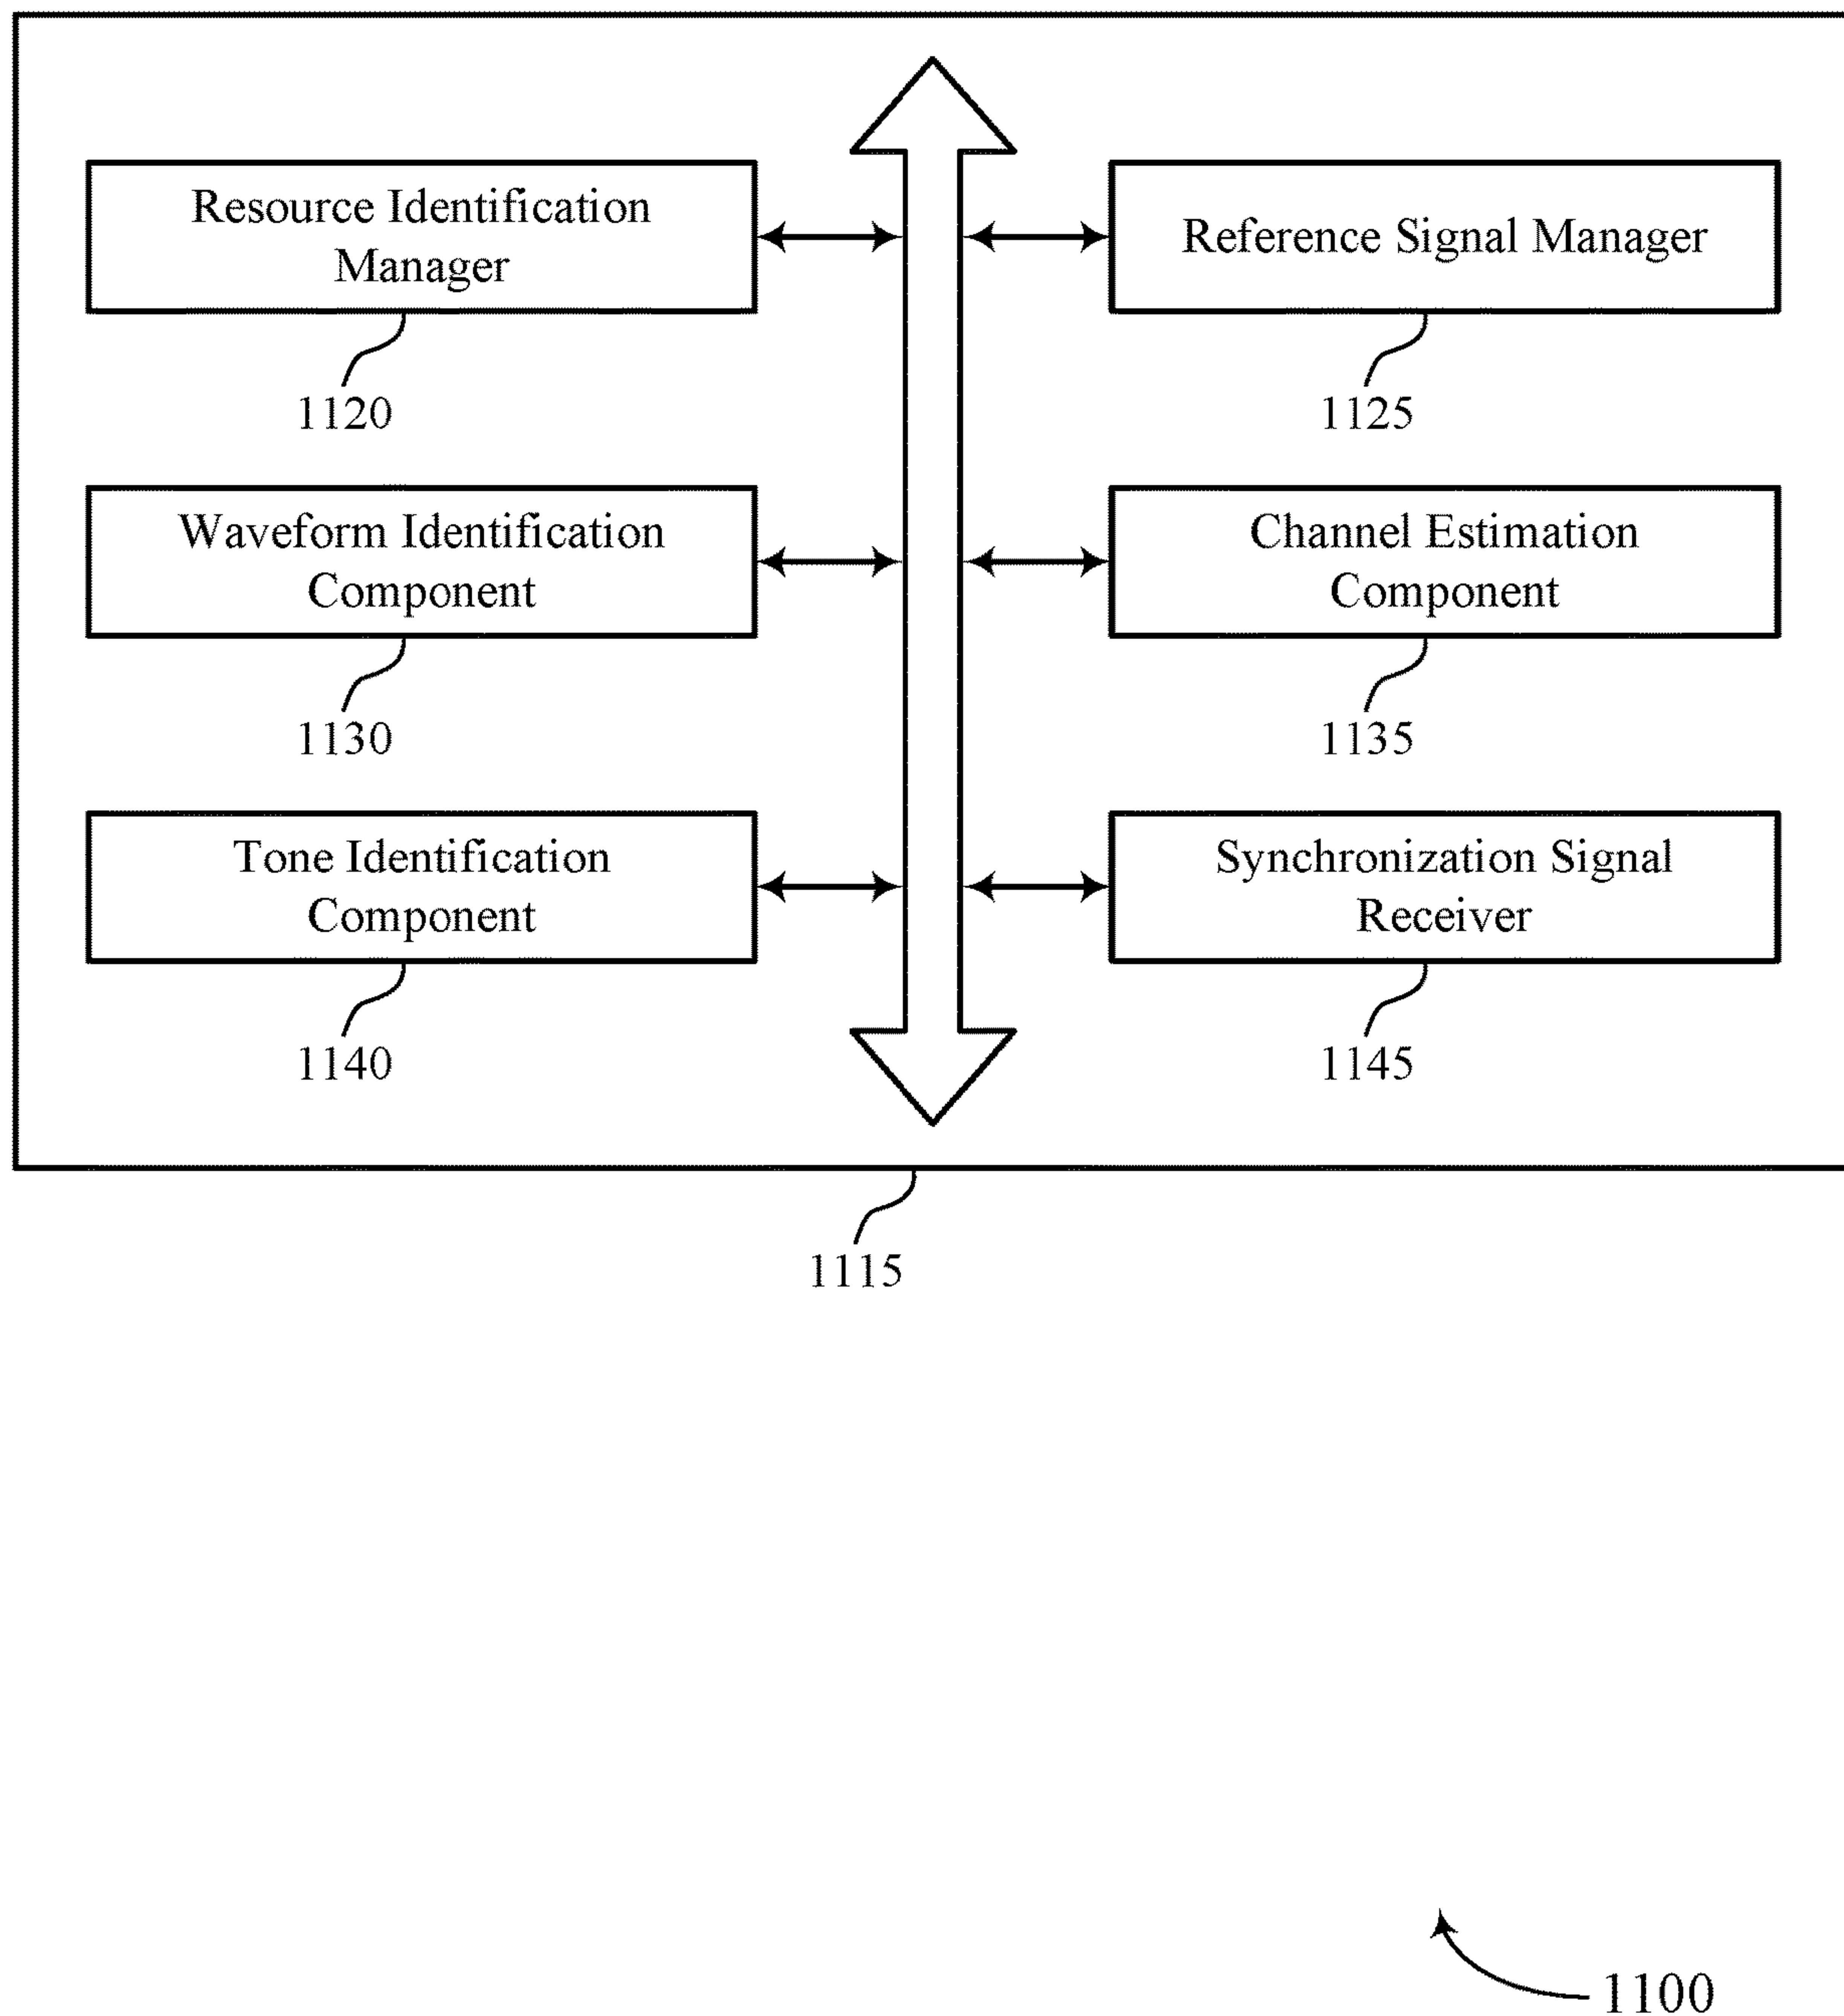 Resource Identification
Manager
1120
Reference Signal Manager
1125
Waveform Identification
Component
1130
Channel Estimation
Component
1135
Tone Identification
Component
1140
Synchronization Signal
Receiver
1145
1115
1100